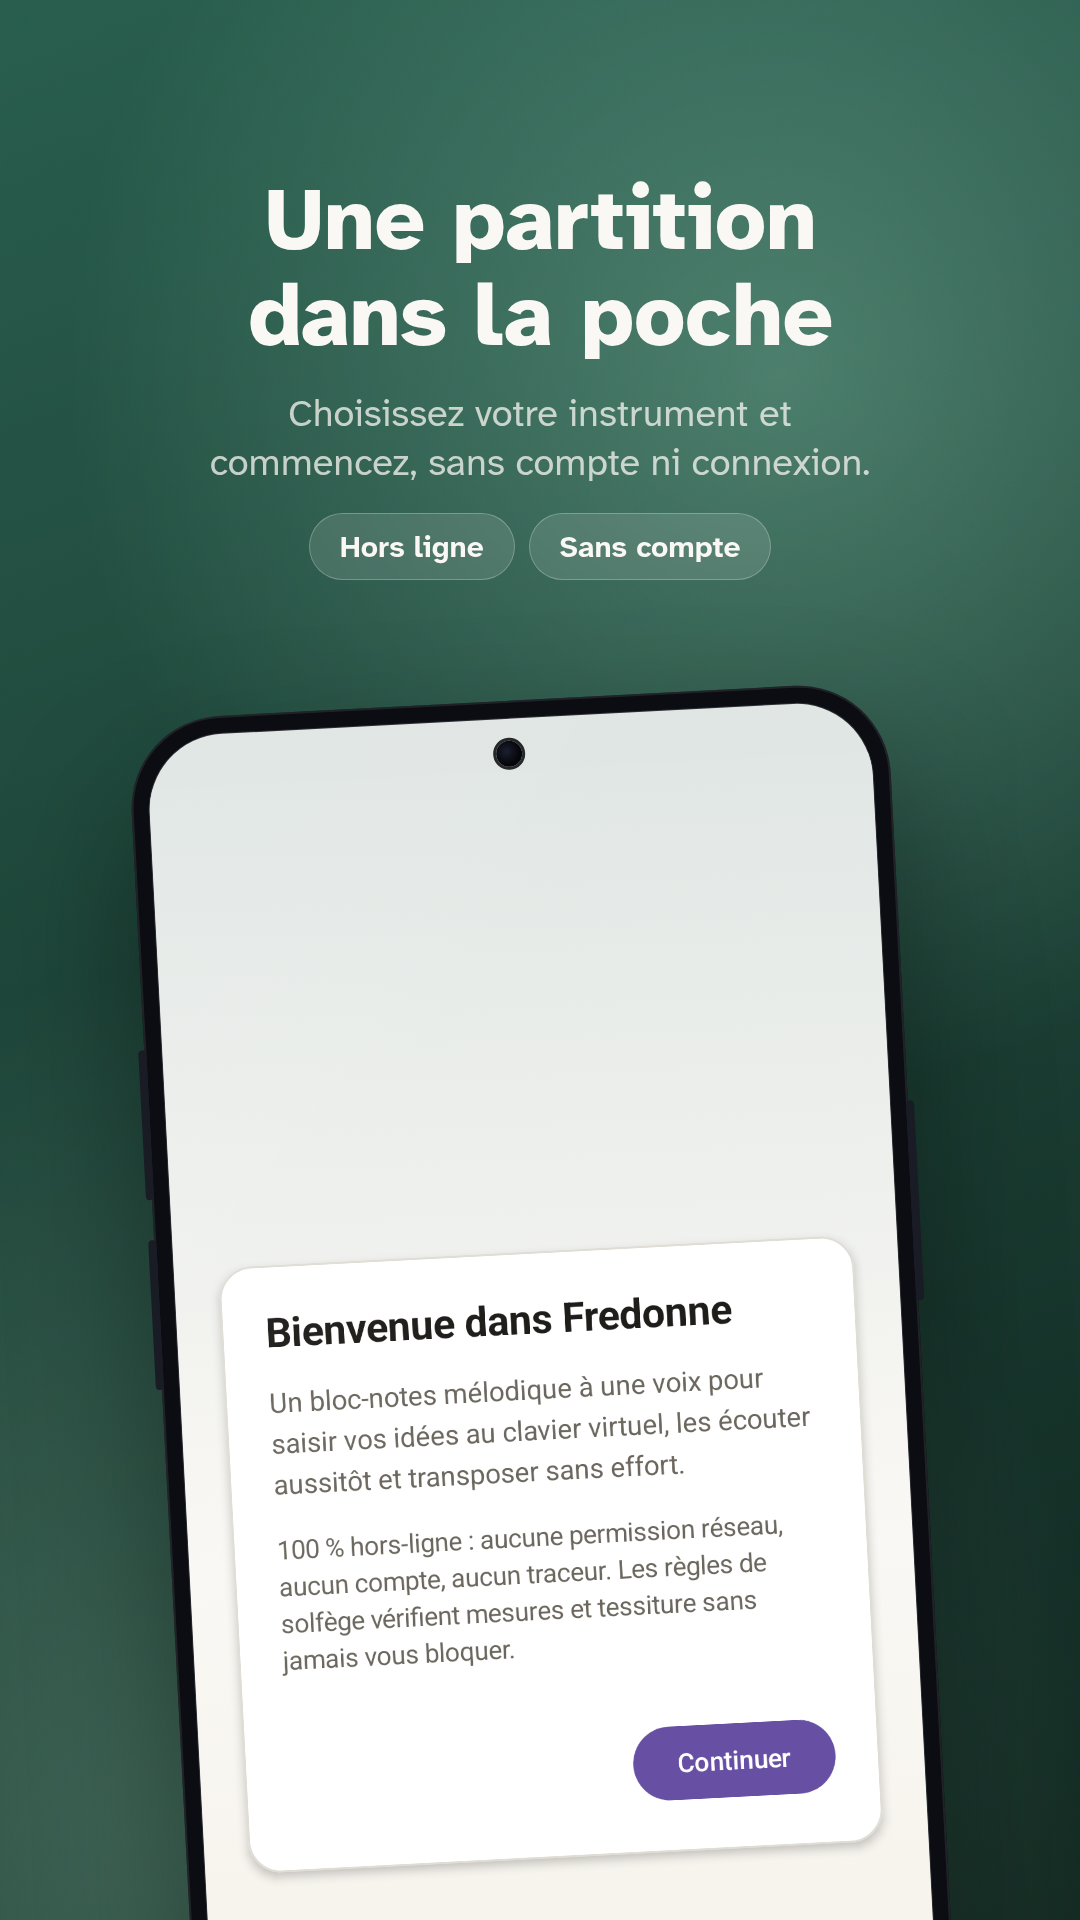 Une partition
dans la poche
Choisissez votre instrument et
commencez, sans compte ni connexion.
Hors ligne
Sans compte
Bienvenue dans Fredonne
Un bloc-notes mélodique à une voix pour
saisir vos idées au clavier virtuel, les écouter
aussitôt et transposer sans effort.
100 % hors-ligne : aucune permission réseau,
aucun compte, aucun traceur. Les règles de
solfège vérifient mesures et tessiture sans
jamais vous bloquer.
Continuer